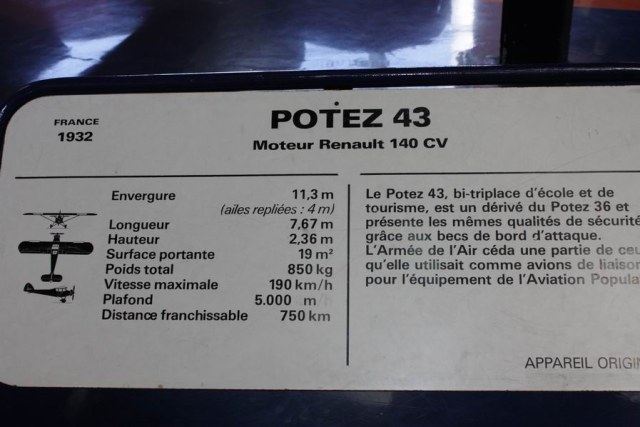 FRANCE
1932
POTEZ 43
Moteur Renault 140 CV
Envergure 11,3 m
(ailes repliées : 4 m)
Longueur 7,67 m
Hauteur 2,36 m
Surface portante 19 m²
Poids total 850 kg
Vitesse maximale 190 km/h
Plafond 5.000 m
Distance franchissable 750 km
Le Potez 43, bi-triplace d'école et de
tourisme, est un dérivé du Potez 36 et
présente les mêmes qualités de sécurité
grâce aux becs de bord d'attaque.
L'Armée de l'Air céda une partie de ceu
qu'elle utilisait comme avions de liaison
pour l'équipement de l'Aviation Popula
APPAREIL ORIGIN